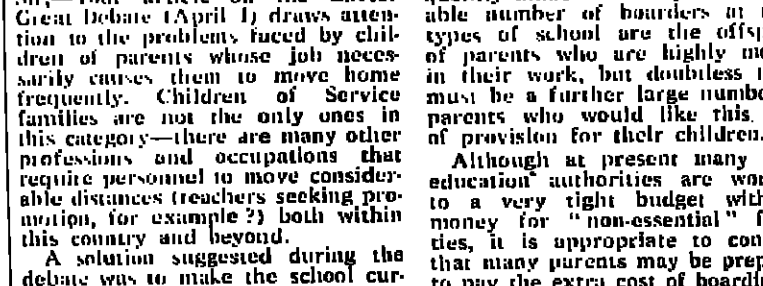 Great Debate (April 1) draws atten-
tion to the problems faced by chil-
dren of parents whose job neces-
sarily causes them to move home
frequently. Children of Service
families are not the only ones in
this category—there are many other
professions and occupations that
require personnel to move consider-
able distances (teachers seeking pro-
motion, for example?) both within
this country and beyond.
A solution suggested during the
debate was to make the school cur-
able number of boarders at
types of school are the offsp
of parents who are highly mo
in their work, but doubtless
must be a further large numbe
parents who would like this
of provision for their children.
Although at present many
education authorities are wor
to a very tight budget with
money for "non-essential" f
ties, it is appropriate to con
that many parents may be prep
to pay the extra cost of boardi